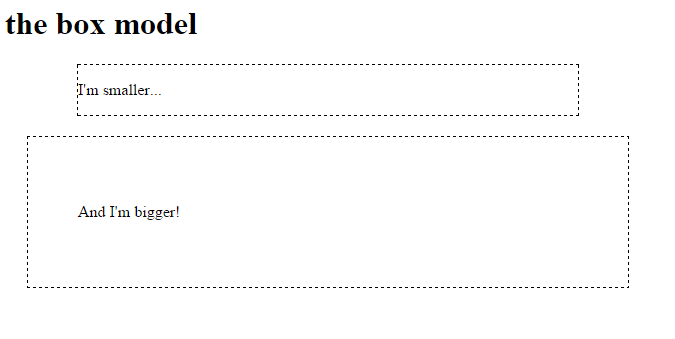 the box model
I'm smaller...
And I'm bigger!